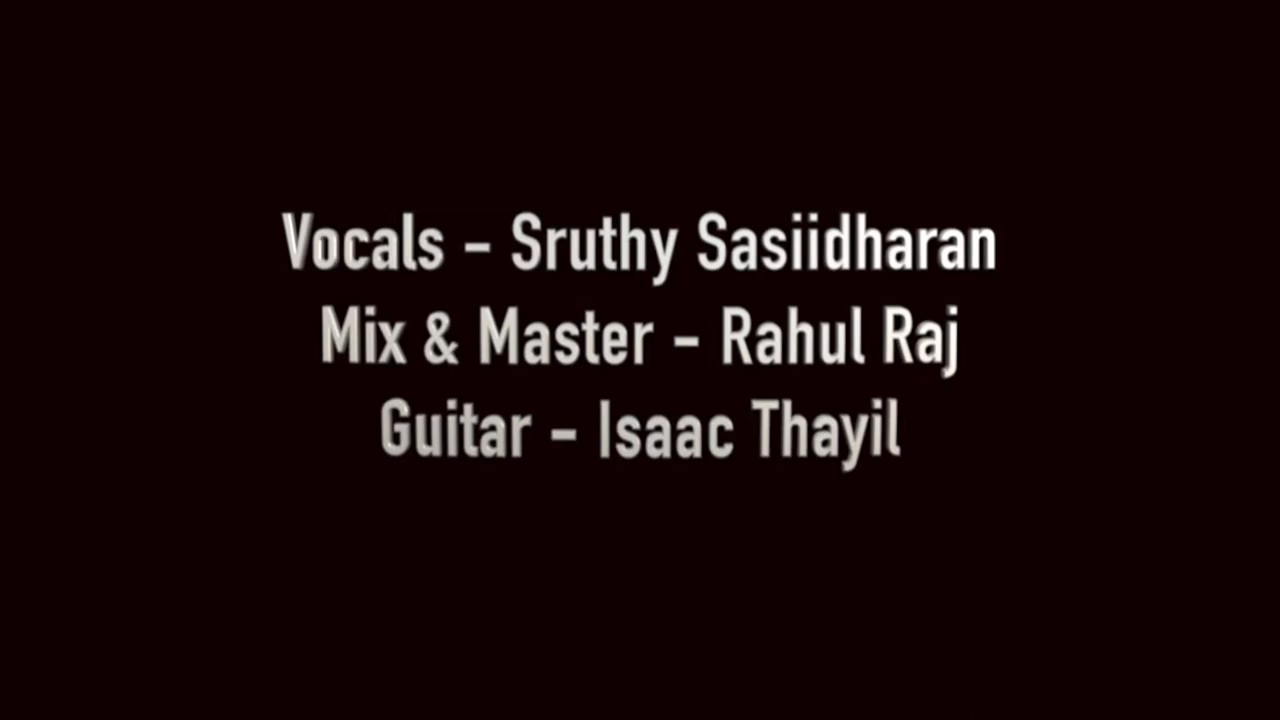 Vocals - Sruthy Sasiidharan
Mix & Master - Rahul Raj
Guitar - Isaac Thayil